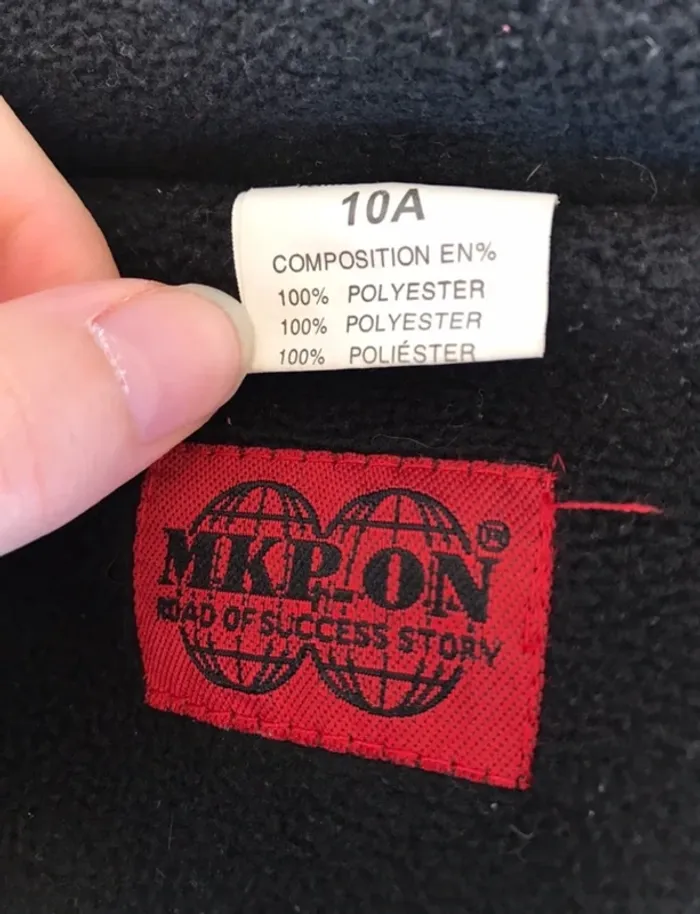 10A
COMPOSITION EN%
100% POLYESTER
100% POLYESTER
100% POLIÉSTER
MKP-ON®
ROAD OF SUCCESS STORY